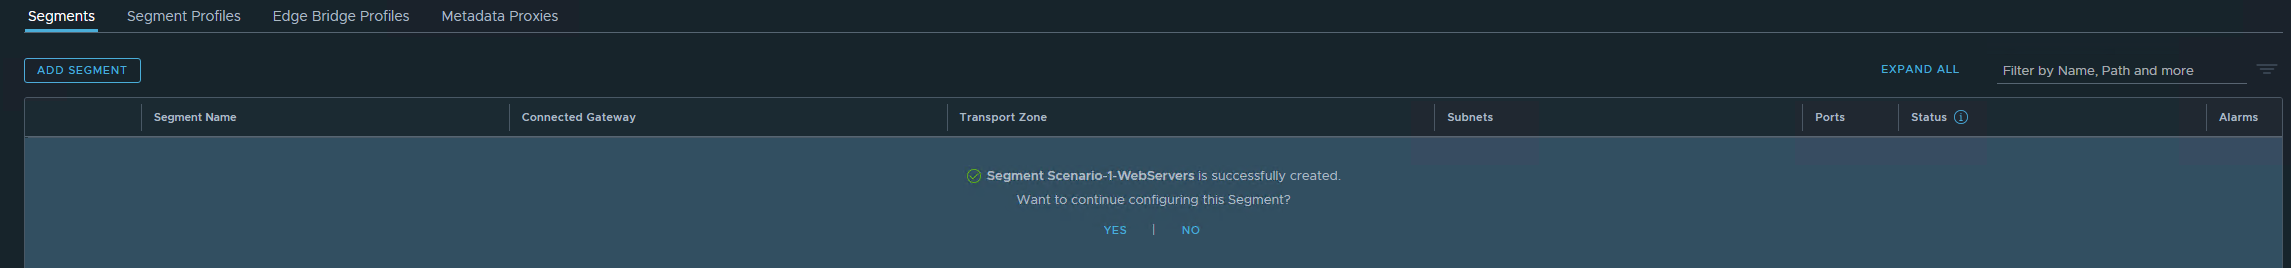 Segments Segment Profiles Edge Bridge Profiles Metadata Proxies
ADD SEGMENT EXPAND ALL Filter by Name, Path and more
Segment Name Connected Gateway Transport Zone Subnets Ports Status Alarms
Segment Scenario-1-WebServers is successfully created.
Want to continue configuring this Segment?
YES | NO